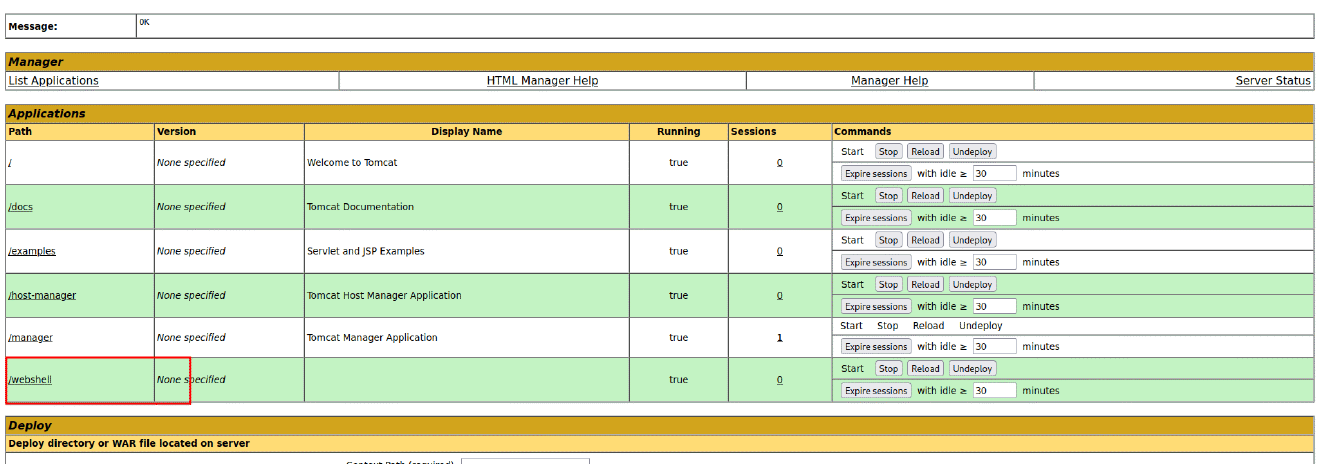 Message: OK
Manager
List Applications HTML Manager Help Manager Help Server Status
Applications
Path Version Display Name Running Sessions Commands
/ None specified Welcome to Tomcat true 0 Start Stop Reload Undeploy
Expire sessions with idle ≥ 30 minutes
/docs None specified Tomcat Documentation true 0 Start Stop Reload Undeploy
Expire sessions with idle ≥ 30 minutes
/examples None specified Servlet and JSP Examples true 0 Start Stop Reload Undeploy
Expire sessions with idle ≥ 30 minutes
/host-manager None specified Tomcat Host Manager Application true 0 Start Stop Reload Undeploy
Expire sessions with idle ≥ 30 minutes
/manager None specified Tomcat Manager Application true 1 Start Stop Reload Undeploy
Expire sessions with idle ≥ 30 minutes
/webshell None specified true 0 Start Stop Reload Undeploy
Expire sessions with idle ≥ 30 minutes
Deploy
Deploy directory or WAR file located on server
Context Path (required)